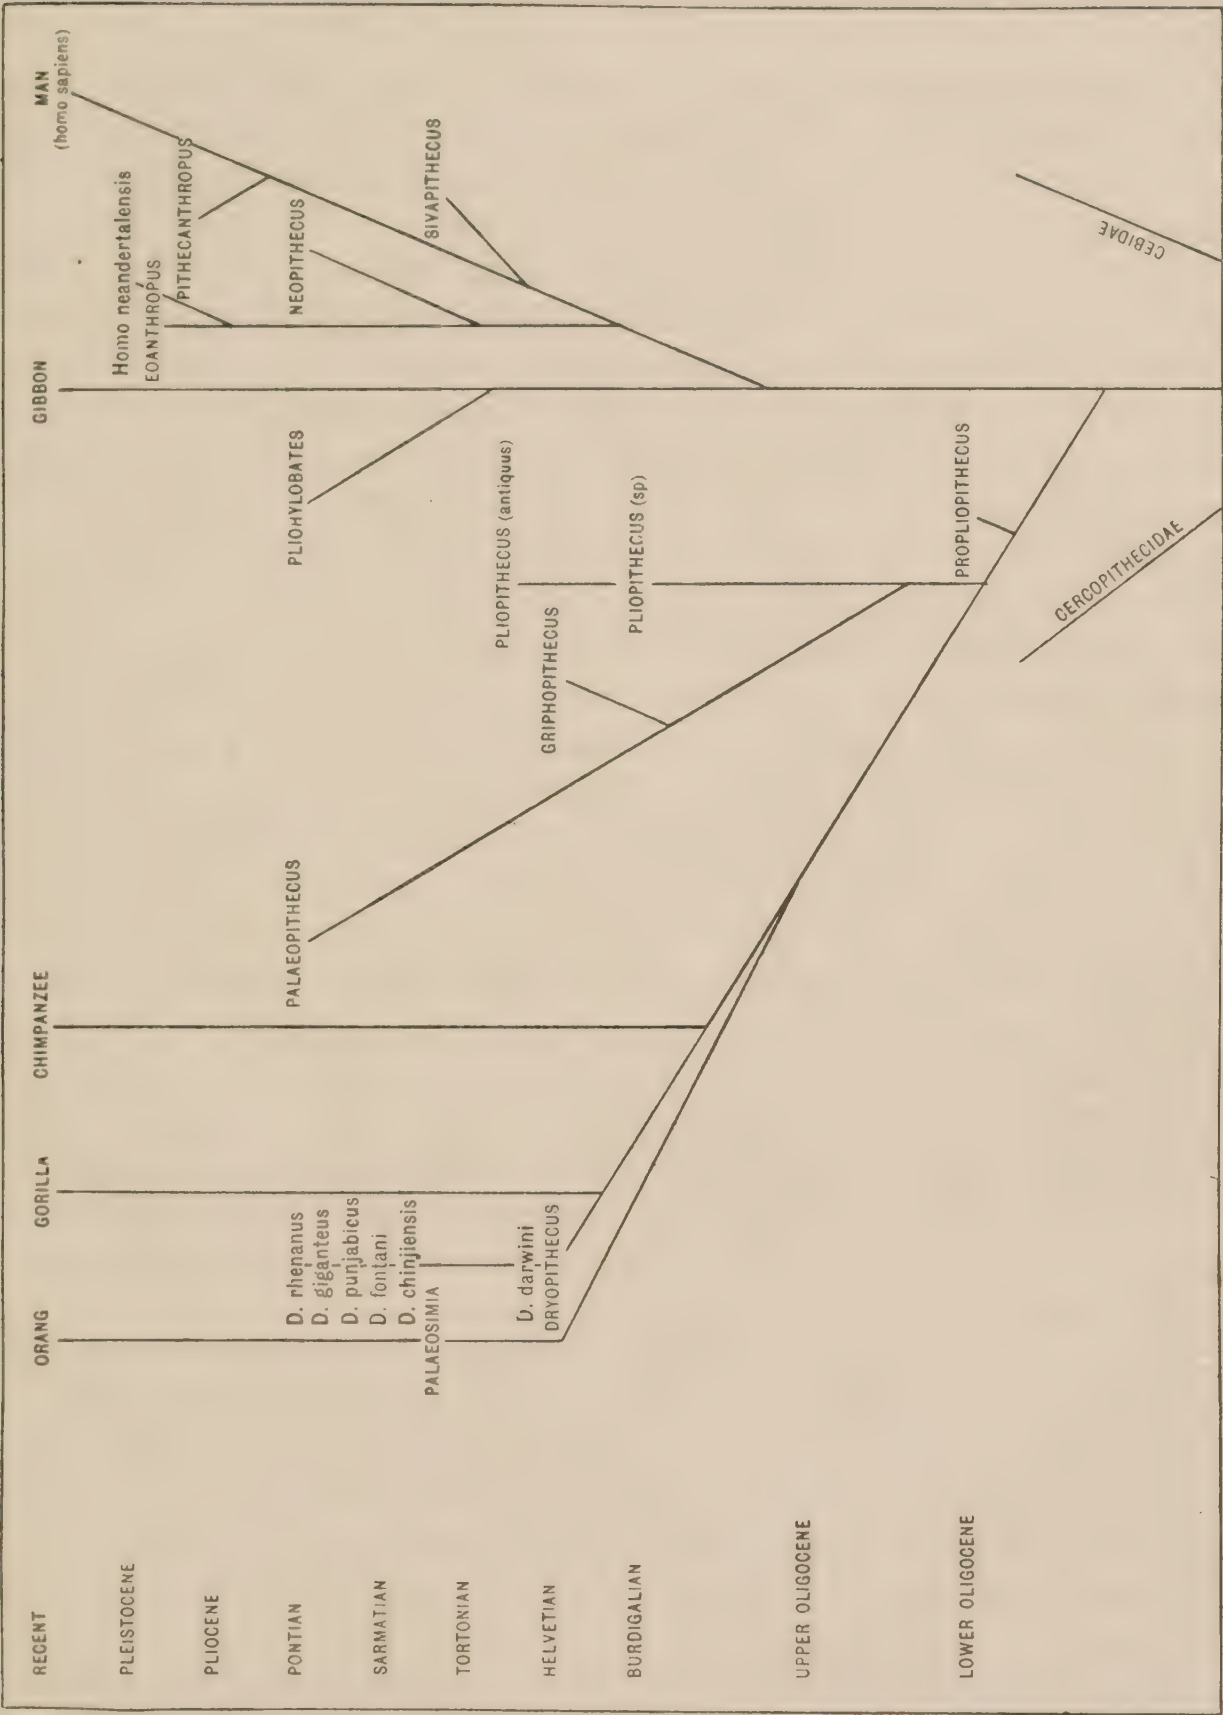 RECENT
ORANG
GORILLA
CHIMPANZEE
GIBBON
MAN
(homo sapiens)
PLEISTOCENE
Homo neandertalensis
EOANTHROPUS
PLIOCENE
PITHECANTHROPUS
PONTIAN
D. rhenanus
D. giganteus
D. punjabicus
PALAEOPITHECUS
PLIOHYLOBATES
NEOPITHECUS
SARMATIAN
D. fontani
D. chinjiensis
PALAEOSIMIA
SIVAPITHECUS
TORTONIAN
PLIOPITHECUS (antiquus)
HELVETIAN
D. darwini
DRYOPITHECUS
GRIPHOPITHECUS
BURDIGALIAN
PLIOPITHECUS (sp)
UPPER OLIGOCENE
LOWER OLIGOCENE
PROPLIOPITHECUS
CERCOPITHECIDAE
CEBIDAE